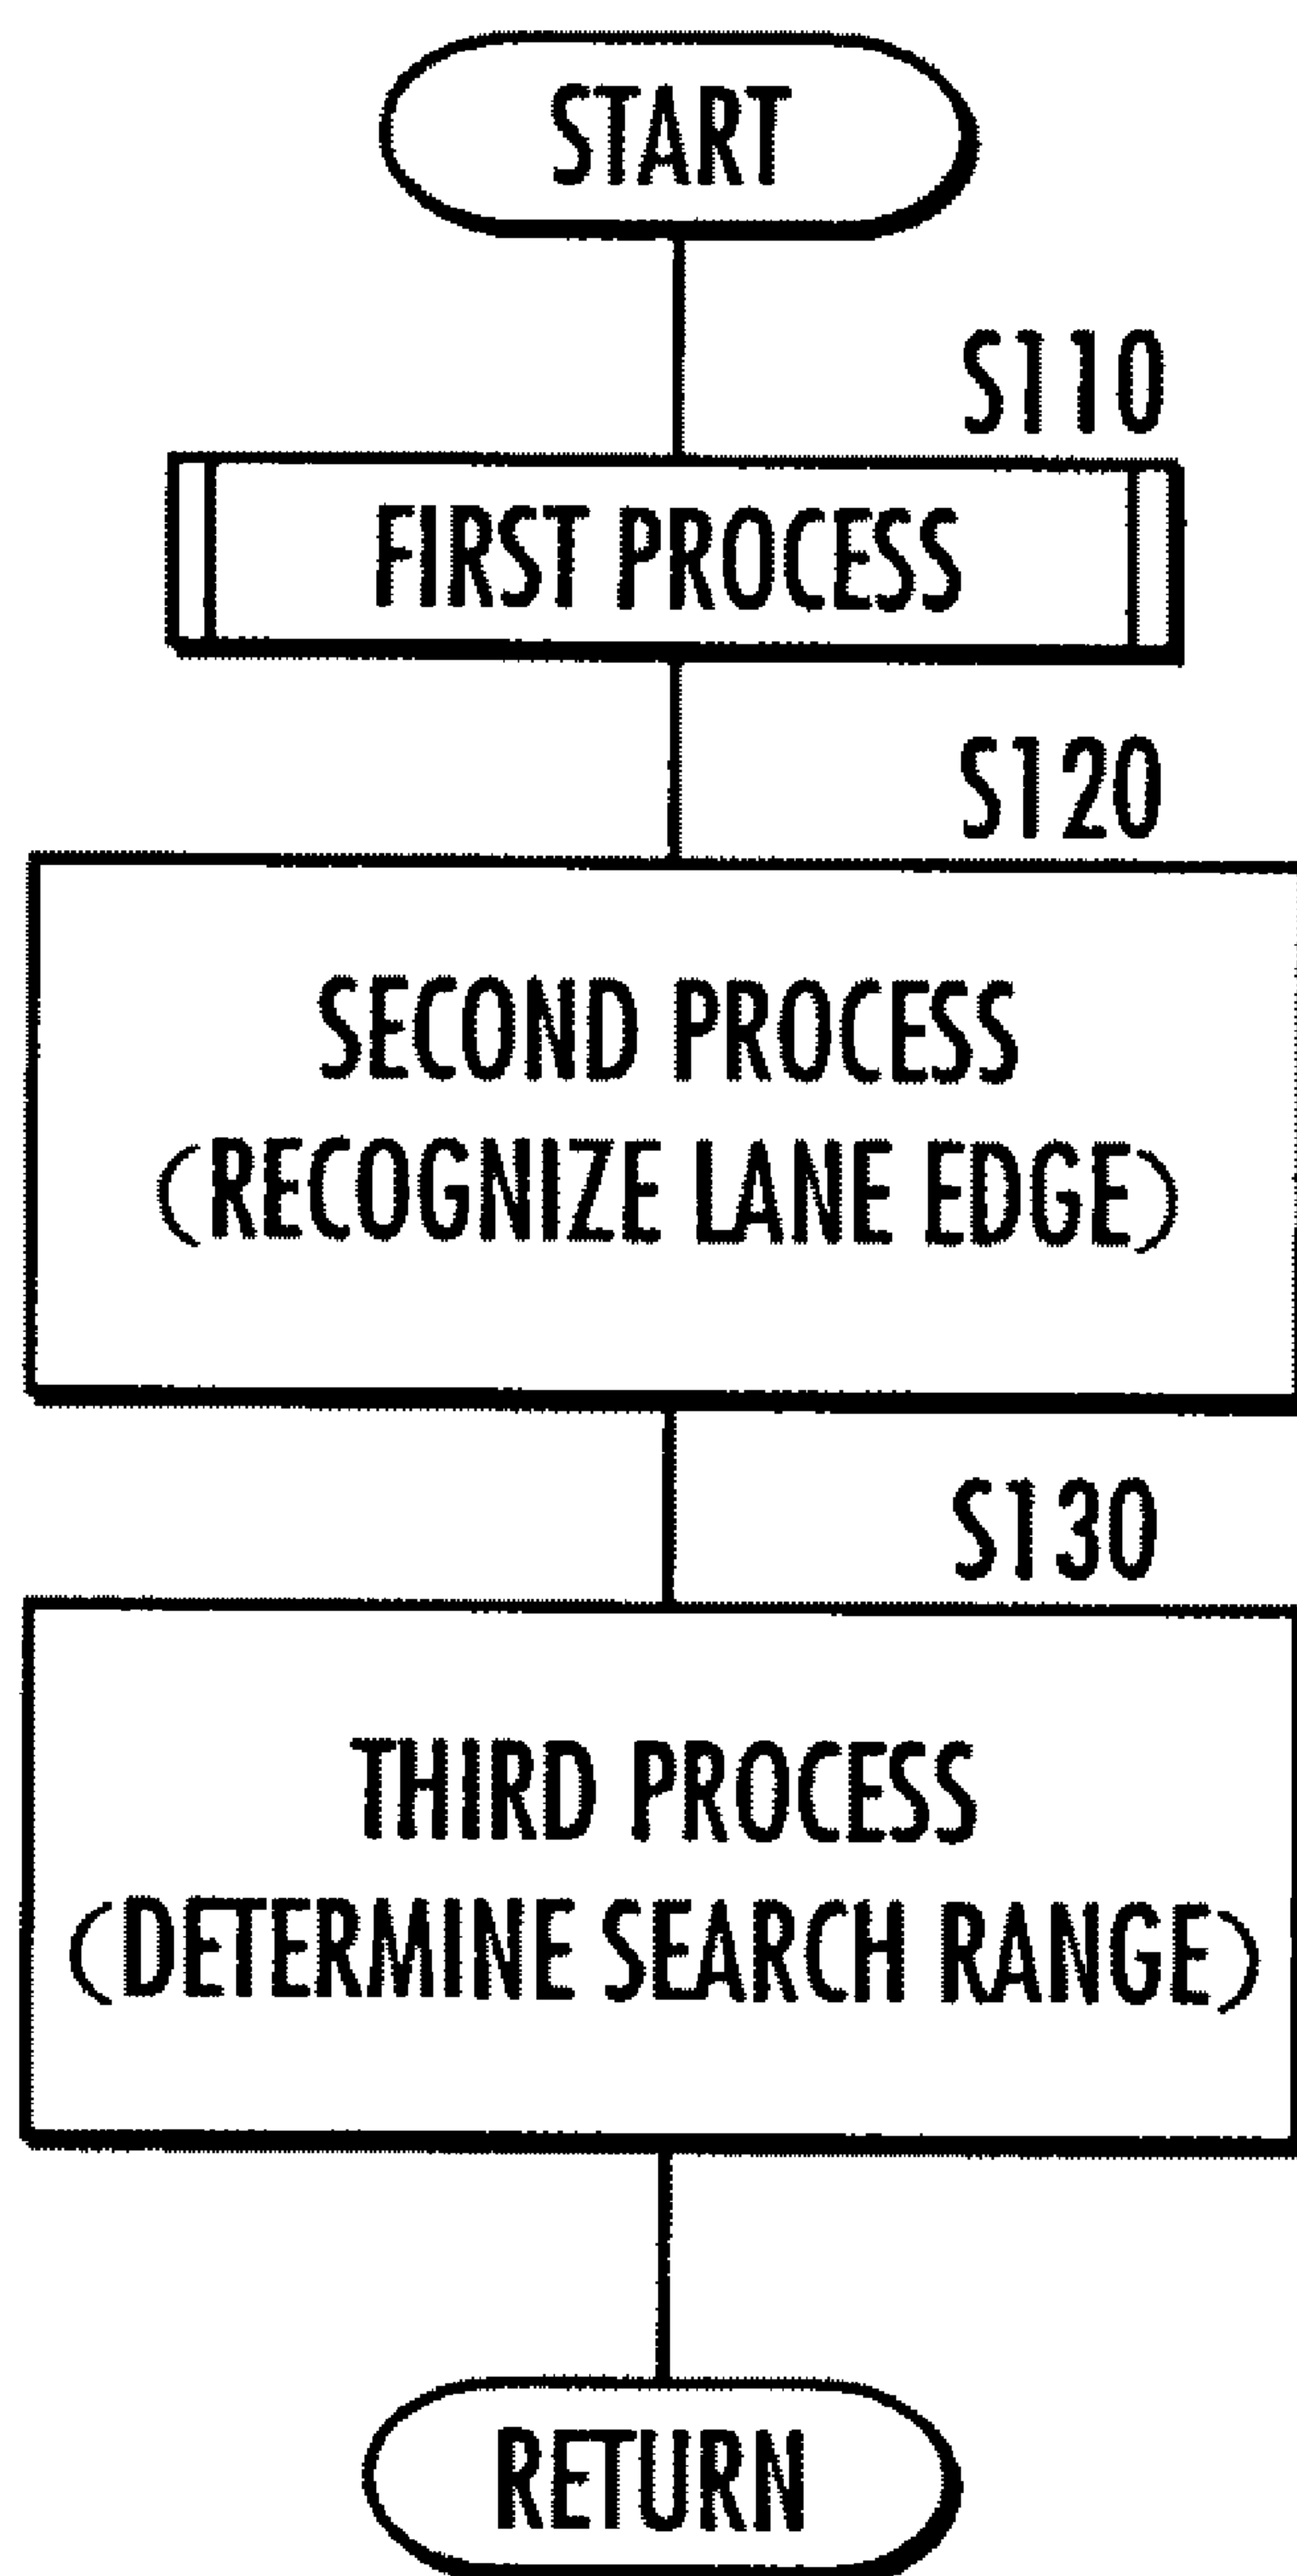 START
S110
FIRST PROCESS
S120
SECOND PROCESS
(RECOGNIZE LANE EDGE)
S130
THIRD PROCESS
(DETERMINE SEARCH RANGE)
RETURN